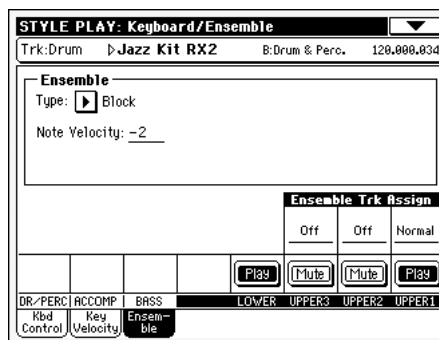 STYLE PLAY: Keyboard/Ensemble
Trk:Drum Jazz Kit RX2 B:Drum & Perc. 120.000.034
Ensemble
Type: Block
Note Velocity: -2
Ensemble Trk Assign
Off Off Normal
Play Mute Mute Play
DR/PERC ACCOMP BASS LOWER UPPER3 UPPER2 UPPER1
Kbd Key Ensem-
Control Velocity ble